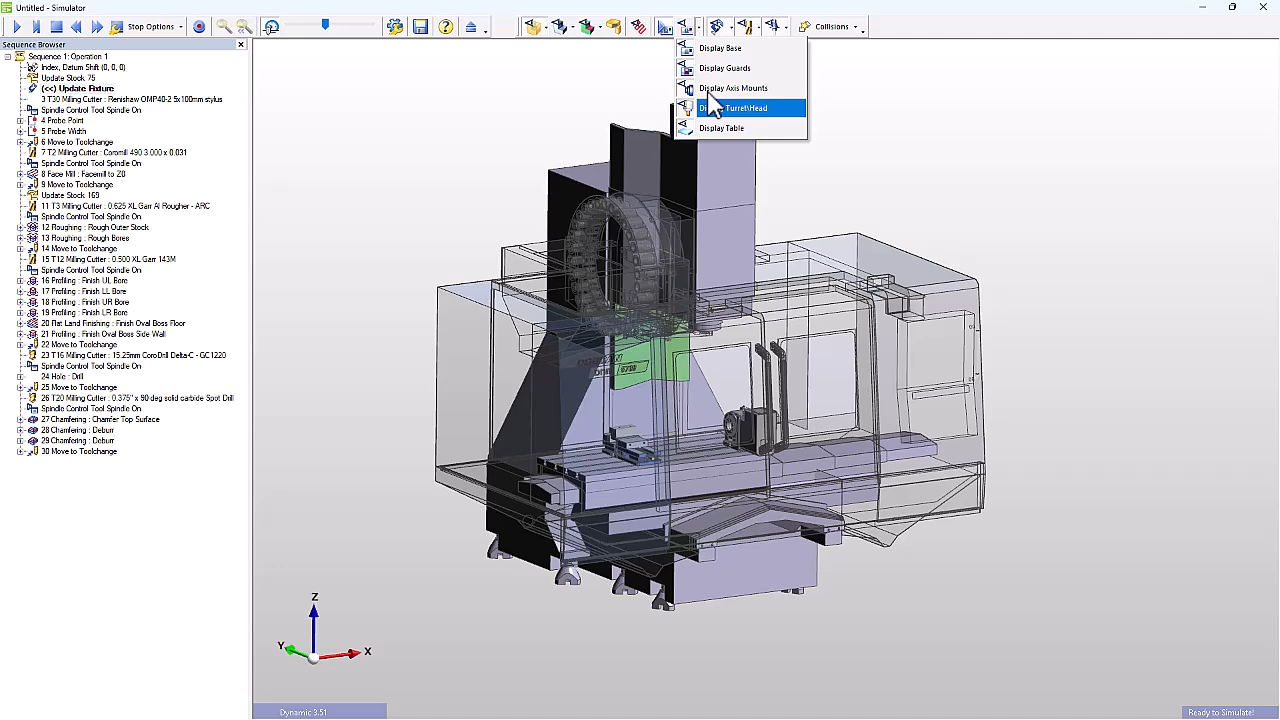 Untitled - Simulator
Stop Options
Collisions
Sequence Browser
Sequence 1: Operation 1
Index, Datum Shift (0, 0, 0)
Update Stock 75
(<<) Update Fixture
3 T30 Milling Cutter : Renishaw OMP40-2 5x100mm stylus
Spindle Control Tool Spindle On
4 Probe Point
5 Probe Width
6 Move to Toolchange
7 T2 Milling Cutter : Coromill 490 3.000 x 0.031
Spindle Control Tool Spindle On
8 Face Mill : Facemill to Z0
9 Move to Toolchange
Update Stock 169
11 T3 Milling Cutter : 0.625 XL Garr Al Rougher - ARC
Spindle Control Tool Spindle On
12 Roughing : Rough Outer Stock
13 Roughing : Rough Bores
14 Move to Toolchange
15 T12 Milling Cutter : 0.500 XL Garr 143M
Spindle Control Tool Spindle On
16 Profiling : Finish UL Bore
17 Profiling : Finish LL Bore
18 Profiling : Finish UR Bore
19 Profiling : Finish LR Bore
20 Flat Land Finishing : Finish Oval Boss Floor
21 Profiling : Finish Oval Boss Side Wall
22 Move to Toolchange
23 T16 Milling Cutter : 15.25mm CoroDrill Delta-C - GC1220
Spindle Control Tool Spindle On
24 Hole : Drill
25 Move to Toolchange
26 T20 Milling Cutter : 0.375" x 90 deg solid carbide Spot Drill
Spindle Control Tool Spindle On
27 Chamfering : Chamfer Top Surface
28 Chamfering : Deburr
29 Chamfering : Deburr
30 Move to Toolchange
Display Base
Display Guards
Display Axis Mounts
Turret\Head
Display Table
Z
Y
X
Dynamic 3.51
Ready to Simulate!